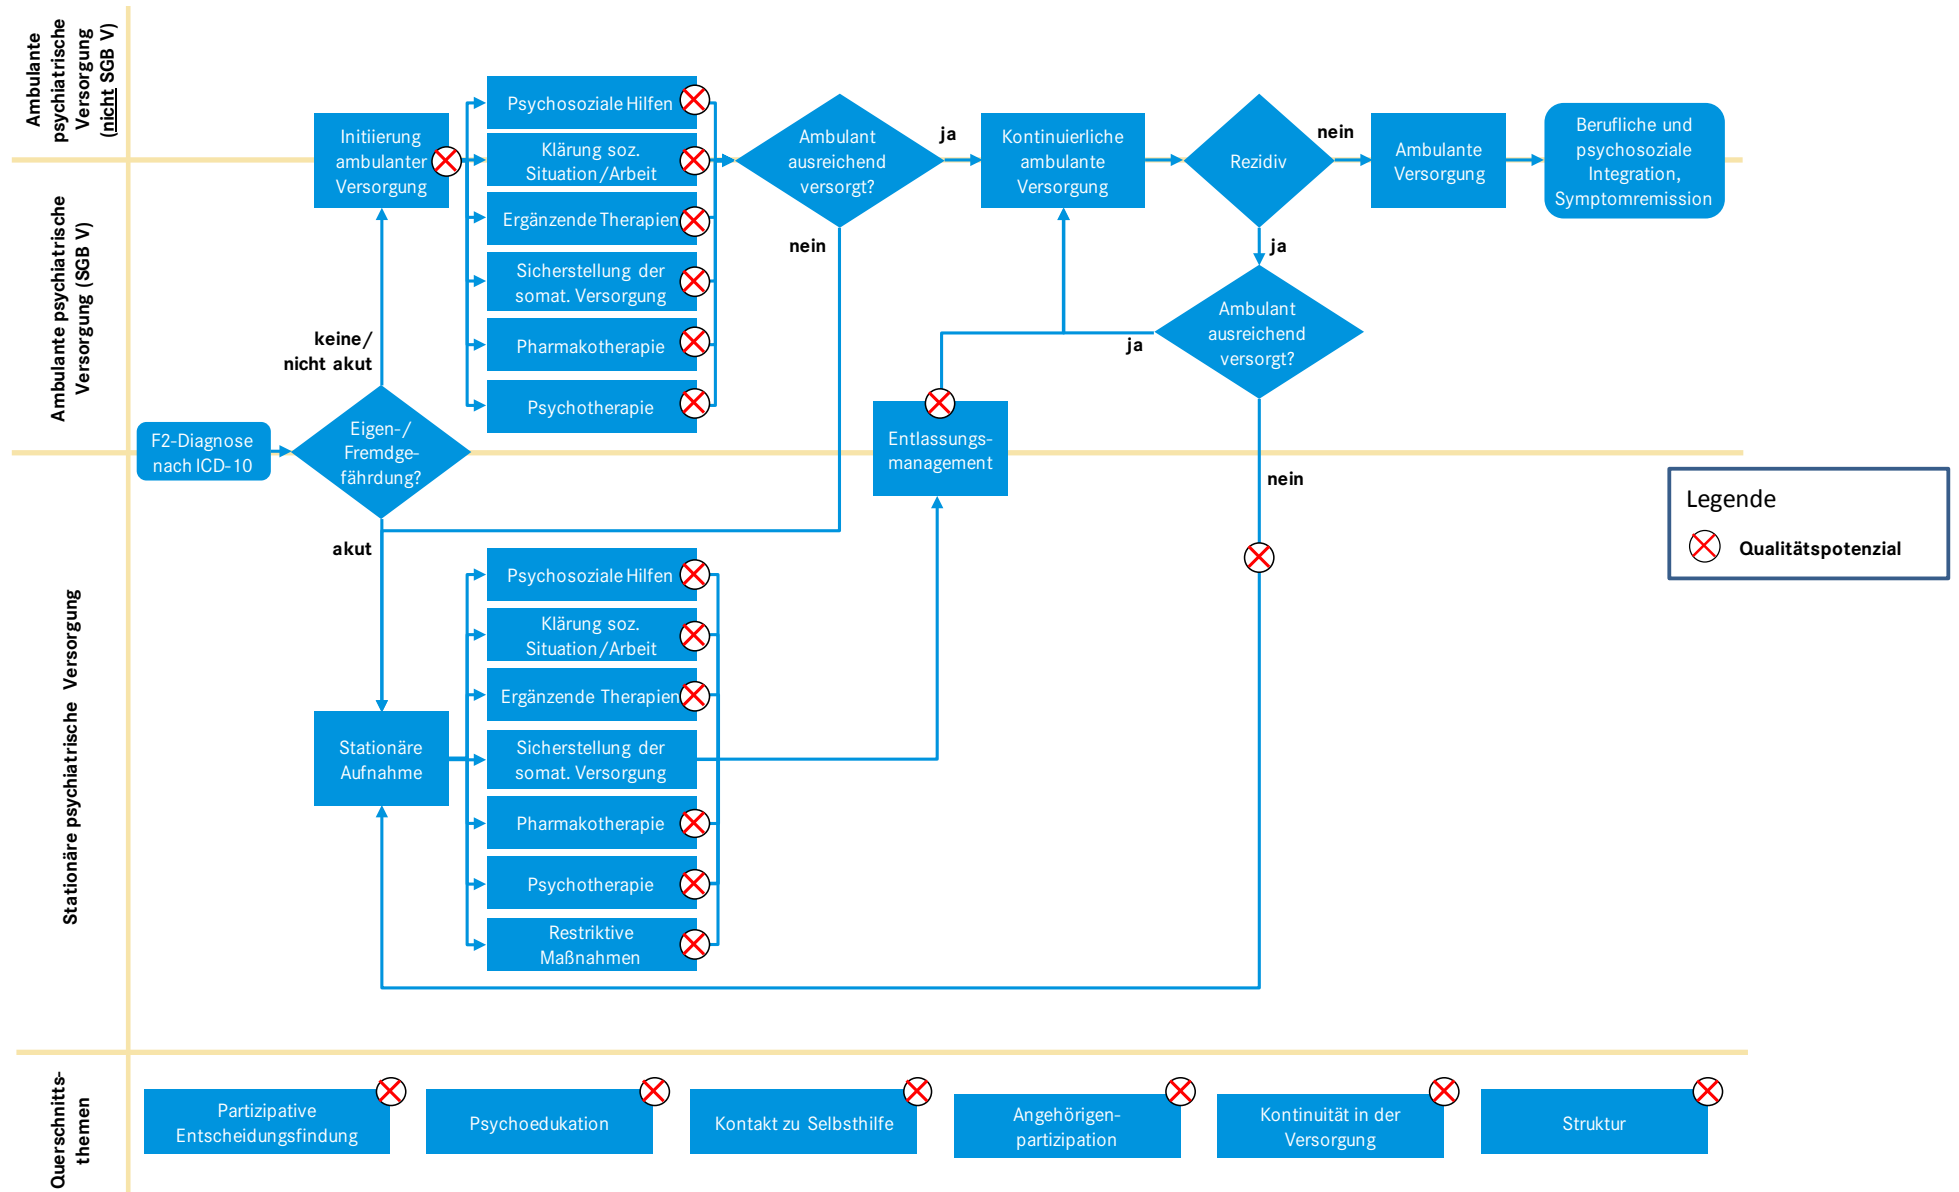 Ambulante
psychiatrische
Versorgung
(nicht SGB V)
Ambulante psychiatrische
Versorgung (SGB V)
Stationäre psychiatrische Versorgung
Querschnitts-
themen
F2-Diagnose
nach ICD-10
Eigen-/
Fremdge-
fährdung?
keine/
nicht akut
akut
Initiierung
ambulanter
Versorgung
Psychosoziale Hilfen
Klärung soz.
Situation/Arbeit
Ergänzende Therapien
Sicherstellung der
somat. Versorgung
Pharmakotherapie
Psychotherapie
Ambulant
ausreichend
versorgt?
ja
nein
Kontinuierliche
ambulante
Versorgung
Rezidiv
nein
ja
Ambulante
Versorgung
Berufliche und
psychosoziale
Integration,
Symptomremission
Ambulant
ausreichend
versorgt?
ja
nein
Entlassungs-
management
Stationäre
Aufnahme
Psychosoziale Hilfen
Klärung soz.
Situation/Arbeit
Ergänzende Therapien
Sicherstellung der
somat. Versorgung
Pharmakotherapie
Psychotherapie
Restriktive
Maßnahmen
Legende
Qualitätspotenzial
Partizipative
Entscheidungsfindung
Psychoedukation
Kontakt zu Selbsthilfe
Angehörigen-
partizipation
Kontinuität in der
Versorgung
Struktur